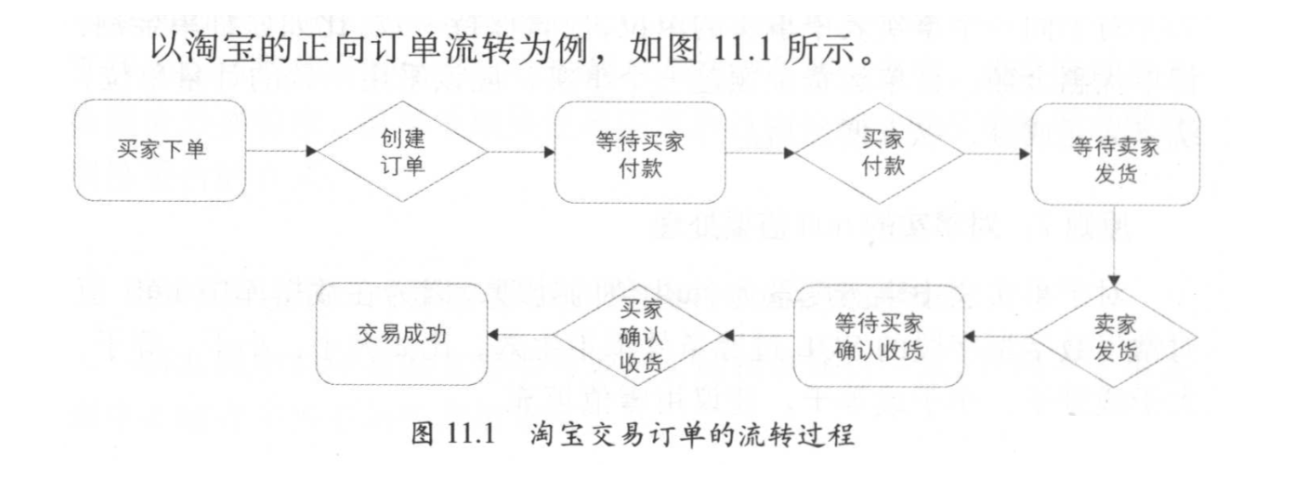 以淘宝的正向订单流转为例，如图 11.1 所示。
买家下单
创建
订单
等待买家
付款
买家
付款
等待卖家
发货
卖家
发货
等待买家
确认收货
买家
确认
收货
交易成功
图 11.1 淘宝交易订单的流转过程